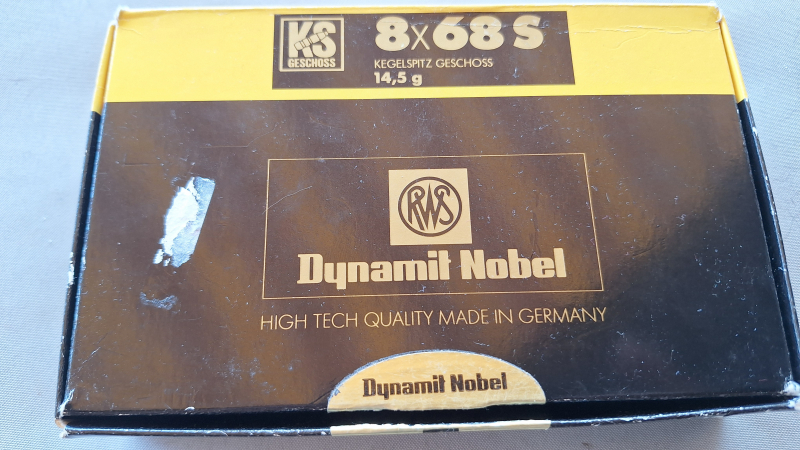 KS
GESCHOSS
8x68 S
KEGELSPITZ GESCHOSS
14,5 g
RWS
Dynamit Nobel
HIGH TECH QUALITY MADE IN GERMANY
Dynamit Nobel